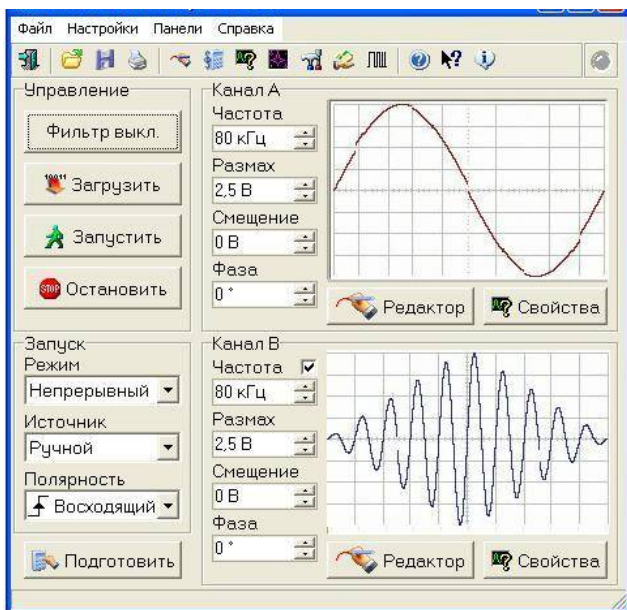 Файл Настройки Панели Справка
Управление
Фильтр выкл.
Загрузить
Запустить
STOP Остановить
Канал A
Частота
80 кГц
Размах
2,5 В
Смещение
0 В
Фаза
0 °
Редактор
Свойства
Запуск
Режим
Непрерывный
Источник
Ручной
Полярность
Восходящий
Подготовить
Канал B
Частота
80 кГц
Размах
2,5 В
Смещение
0 В
Фаза
0 °
Редактор
Свойства